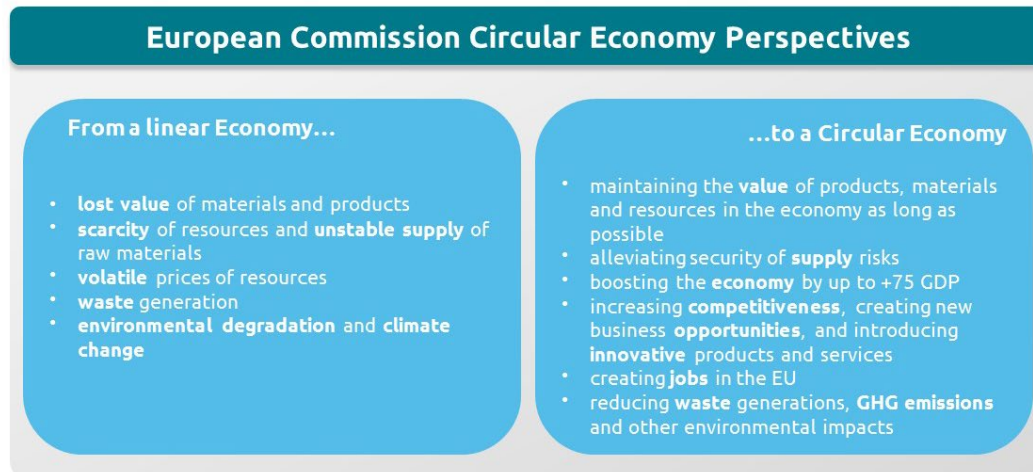 European Commission Circular Economy Perspectives
From a linear Economy...
• lost value of materials and products
• scarcity of resources and unstable supply of
raw materials
• volatile prices of resources
• waste generation
• environmental degradation and climate
change
...to a Circular Economy
• maintaining the value of products, materials
and resources in the economy as long as
possible
• alleviating security of supply risks
• boosting the economy by up to +75 GDP
• increasing competitiveness, creating new
business opportunities, and introducing
innovative products and services
• creating jobs in the EU
• reducing waste generations, GHG emissions
and other environmental impacts